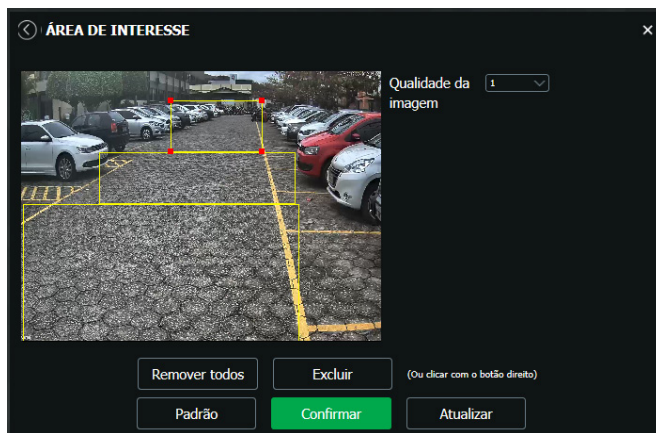 ÁREA DE INTERESSE
×
Qualidade da
imagem
1
Remover todos
Excluir
(Ou clicar com o botão direito)
Padrão
Confirmar
Atualizar